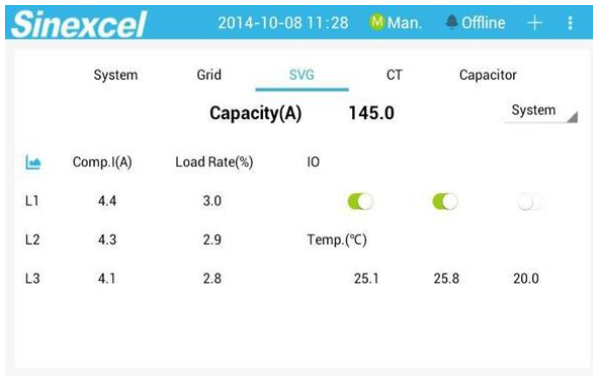 Sinexcel 2014-10-08 11:28 M Man. Offline
System Grid SVG CT Capacitor
Capacity(A) 145.0 System
Comp.I(A) Load Rate(%) IO
L1 4.4 3.0
L2 4.3 2.9 Temp.(℃)
L3 4.1 2.8 25.1 25.8 20.0